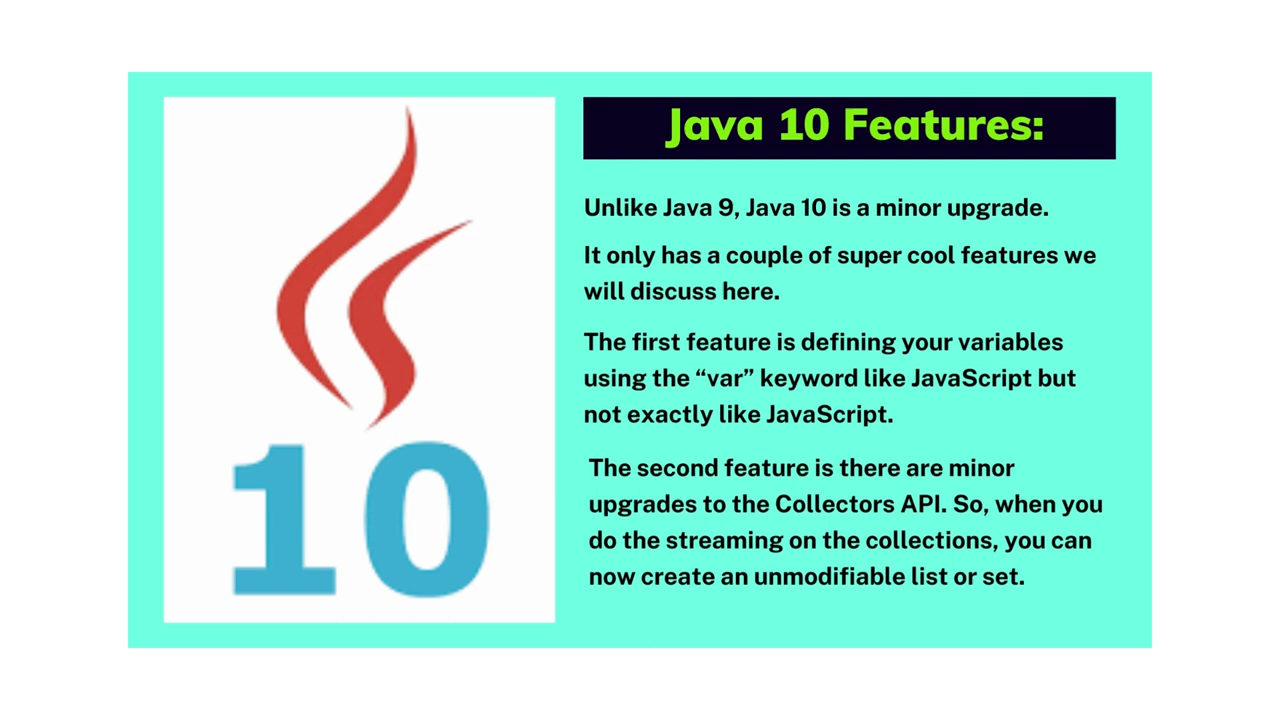 10
Java 10 Features:
Unlike Java 9, Java 10 is a minor upgrade.
It only has a couple of super cool features we
will discuss here.
The first feature is defining your variables
using the “var” keyword like JavaScript but
not exactly like JavaScript.
The second feature is there are minor
upgrades to the Collectors API. So, when you
do the streaming on the collections, you can
now create an unmodifiable list or set.